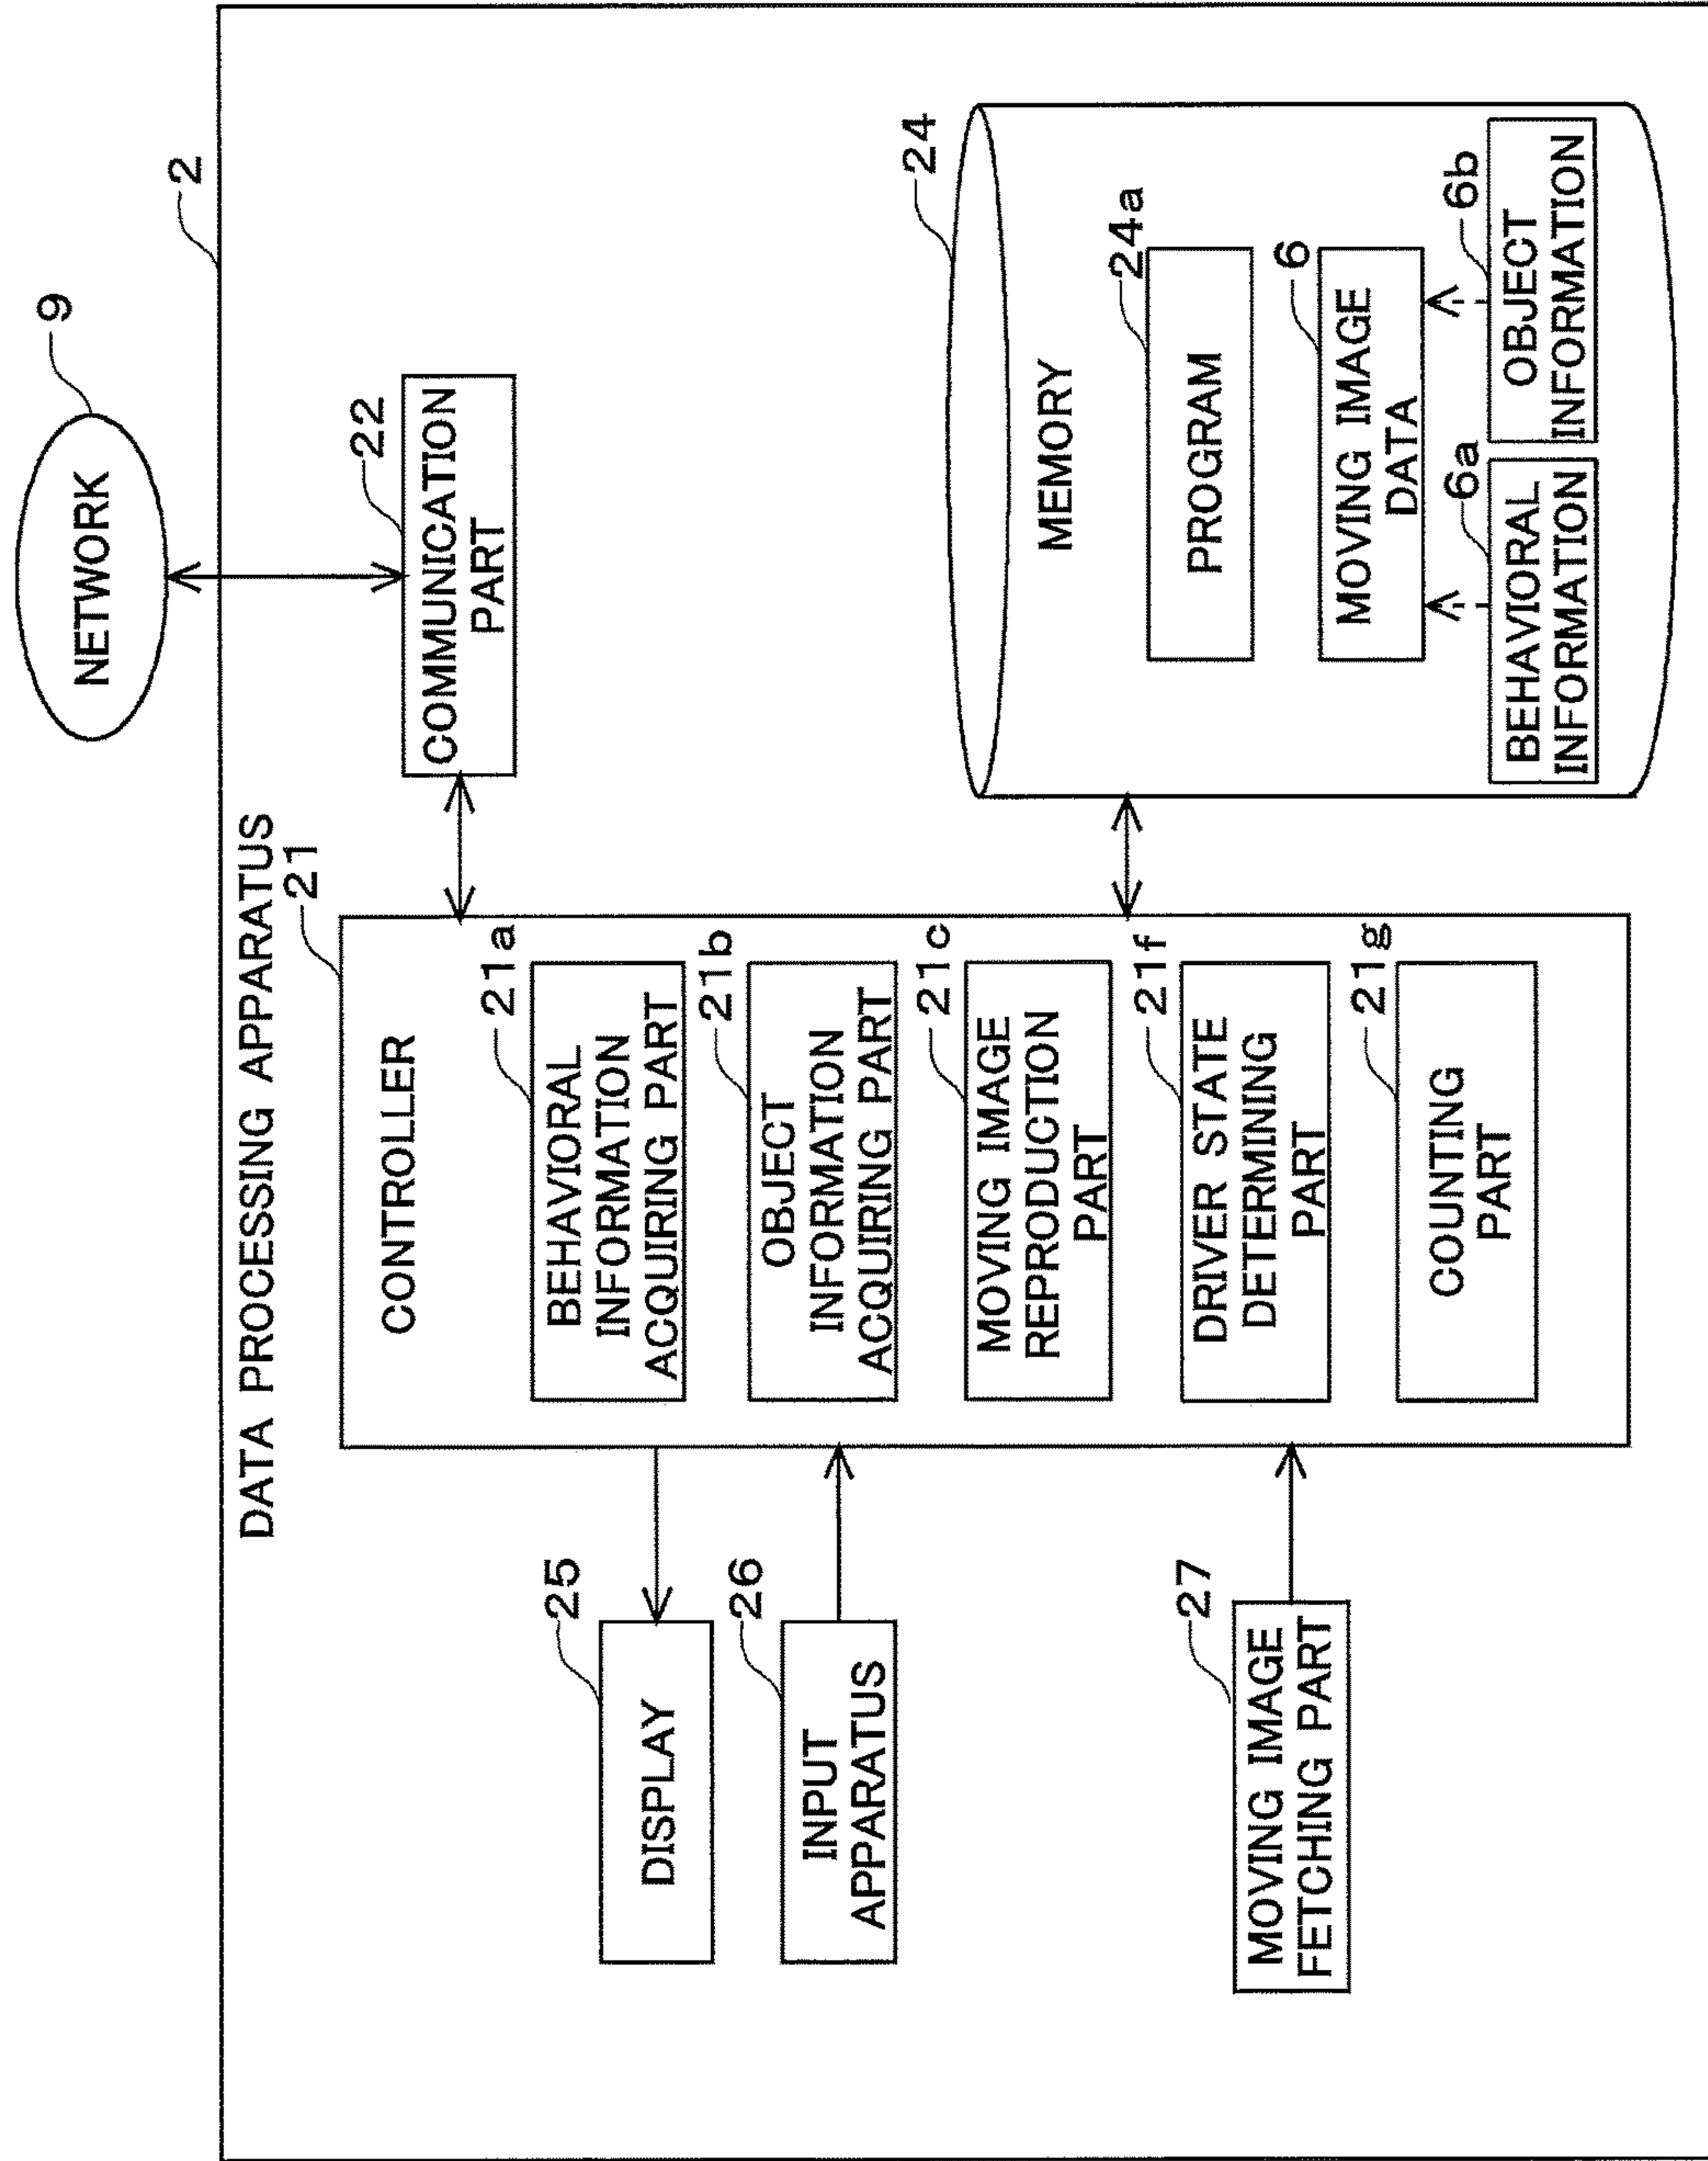 NETWORK
9
2
DATA PROCESSING APPARATUS
21
CONTROLLER
21a
BEHAVIORAL
INFORMATION
ACQUIRING PART
21b
OBJECT
INFORMATION
ACQUIRING PART
21c
MOVING IMAGE
REPRODUCTION
PART
21f
DRIVER STATE
DETERMINING
PART
21g
COUNTING
PART
25
DISPLAY
26
INPUT
APPARATUS
27
MOVING IMAGE
FETCHING PART
22
COMMUNICATION
PART
24
MEMORY
24a
PROGRAM
6
MOVING IMAGE
DATA
6a
BEHAVIORAL
INFORMATION
6b
OBJECT
INFORMATION